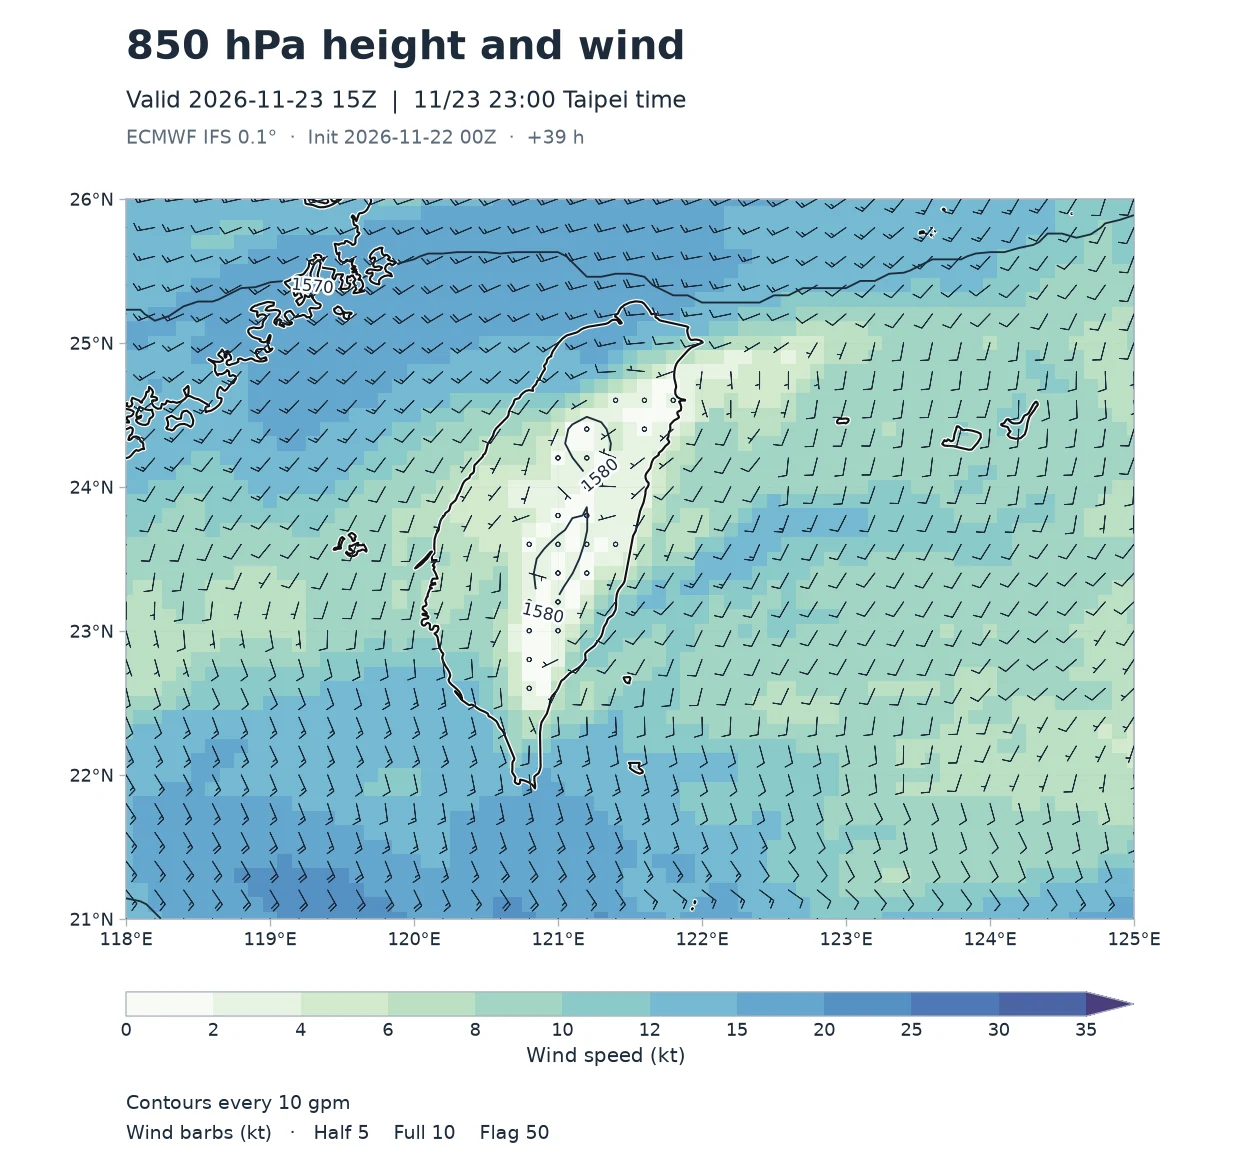 850 hPa height and wind
Valid 2026-11-23 15Z | 11/23 23:00 Taipei time
ECMWF IFS 0.1° · Init 2026-11-22 00Z · +39 h
26°N
1570
25°N
1580
24°N
1580
23°N
22°N
21°N
118°E 119°E 120°E 121°E 122°E 123°E 124°E 125°E
0 2 4 6 8 10 12 15 20 25 30 35
Wind speed (kt)
Contours every 10 gpm
Wind barbs (kt) · Half 5 Full 10 Flag 50